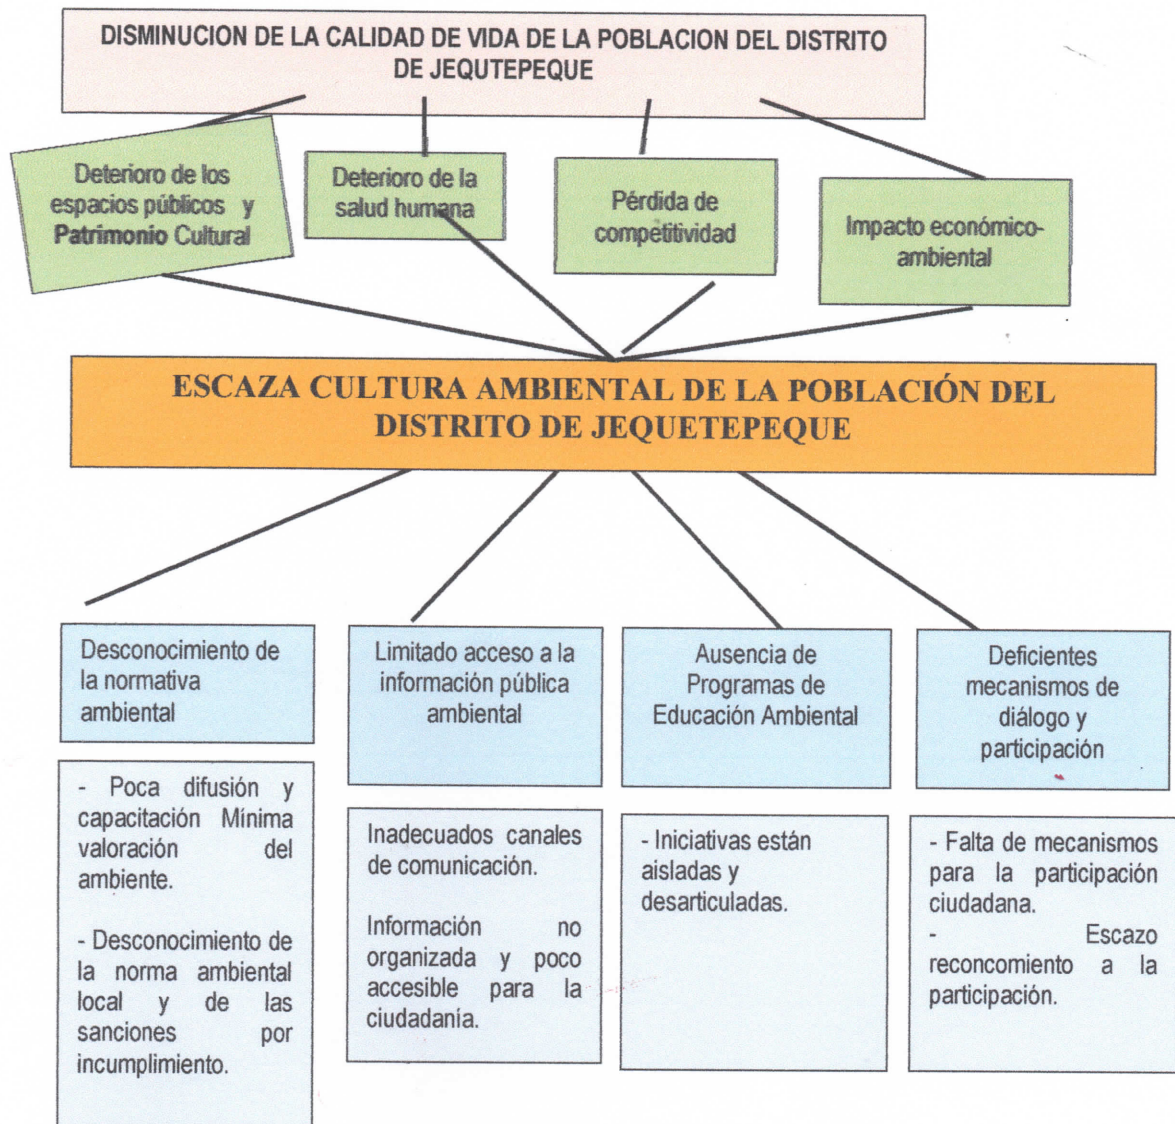 DISMINUCION DE LA CALIDAD DE VIDA DE LA POBLACION DEL DISTRITO
DE JEQUTEPEQUE
Deterioro de los
espacios públicos y
Patrimonio Cultural
Deterioro de la
salud humana
Pérdida de
competitividad
Impacto económico-
ambiental
ESCAZA CULTURA AMBIENTAL DE LA POBLACIÓN DEL
DISTRITO DE JEQUETEPEQUE
Desconocimiento de
la normativa
ambiental
Limitado acceso a la
información pública
ambiental
Ausencia de
Programas de
Educación Ambiental
Deficientes
mecanismos de
diálogo y
participación
- Poca difusión y
capacitación Mínima
valoración del
ambiente.
- Desconocimiento de
la norma ambiental
local y de las
sanciones por
incumplimiento.
Inadecuados canales
de comunicación.
Información no
organizada y poco
accesible para la
ciudadanía.
- Iniciativas están
aisladas y
desarticuladas.
- Falta de mecanismos
para la participación
ciudadana.
- Escazo
reconcomiento a la
participación.